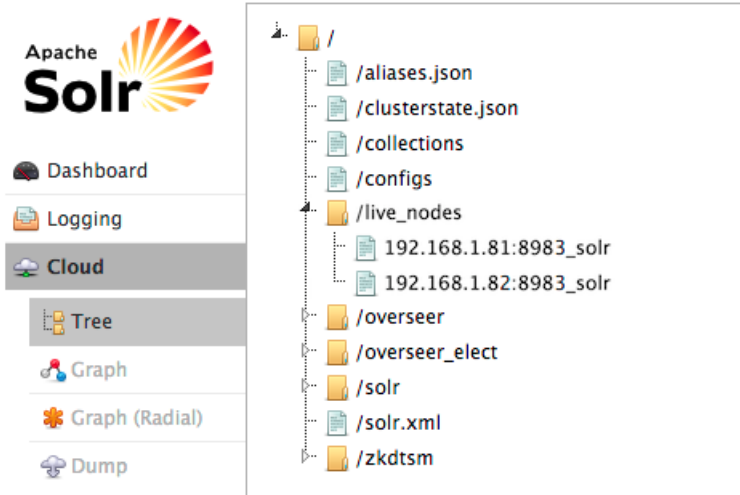 Apache
Solr
Dashboard
Logging
Cloud
Tree
Graph
Graph (Radial)
Dump
/
/aliases.json
/clusterstate.json
/collections
/configs
/live_nodes
192.168.1.81:8983_solr
192.168.1.82:8983_solr
/overseer
/overseer_elect
/solr
/solr.xml
/zkdtsm